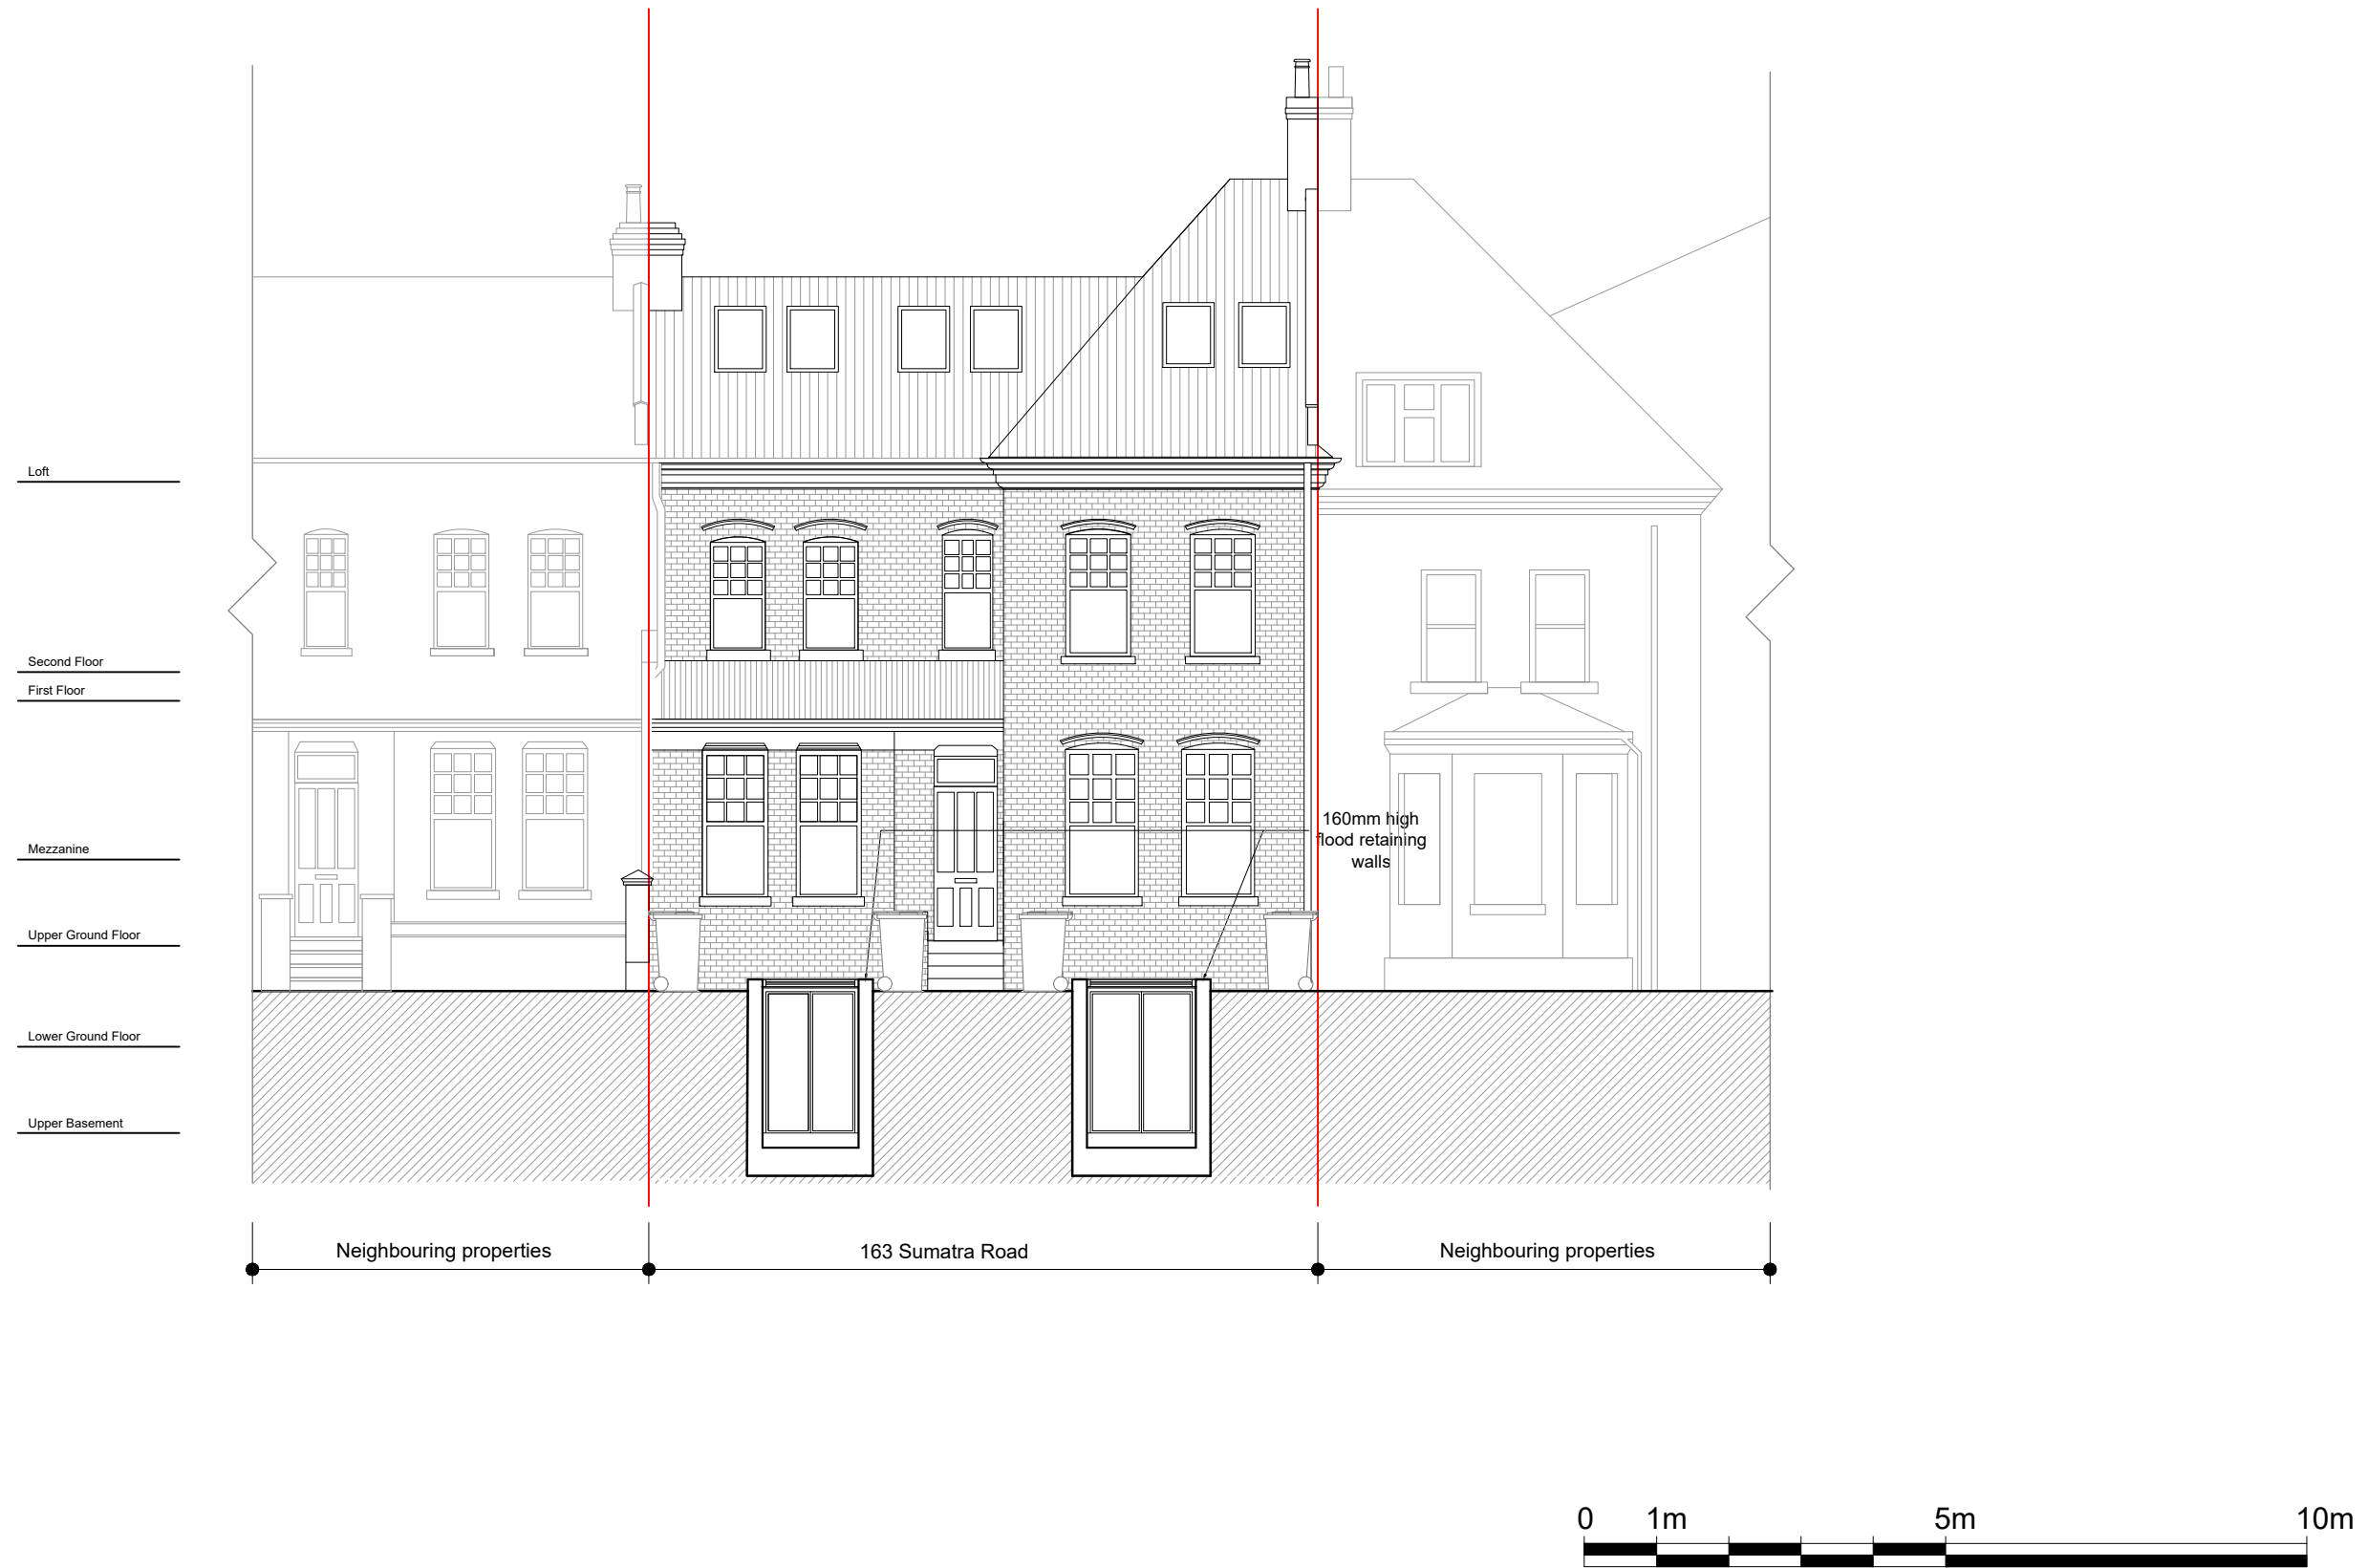 Loft
Second Floor
First Floor
160mm high
flood retaining
walls
Mezzanine
Upper Ground Floor
Lower Ground Floor
Upper Basement
Neighbouring properties
163 Sumatra Road
Neighbouring properties
0 1m 5m 10m